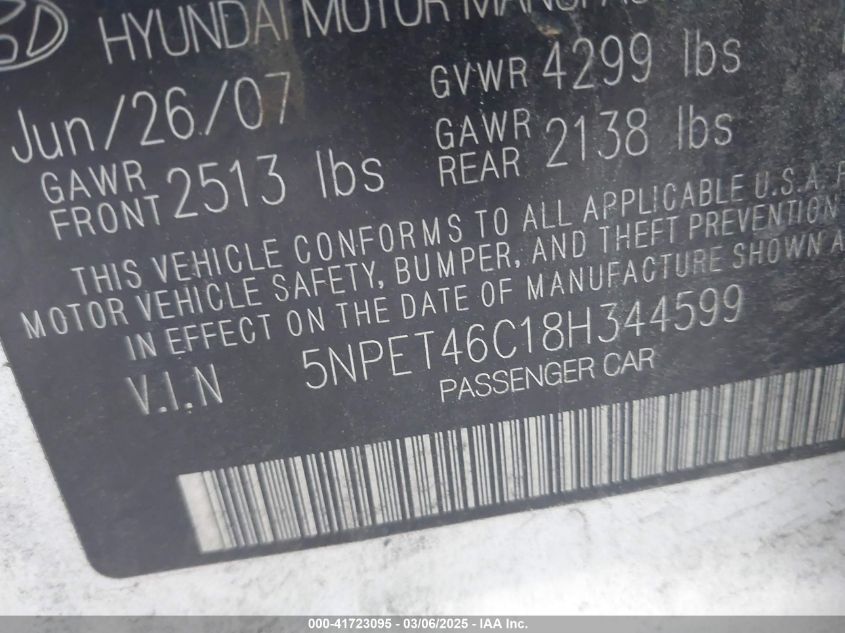 HYUNDAI MOTOR
Jun/26/07
GVWR 4299 lbs
GAWR FRONT 2513 lbs
GAWR REAR 2138 lbs
THIS VEHICLE CONFORMS TO ALL APPLICABLE U.S.A.
MOTOR VEHICLE SAFETY, BUMPER, AND THEFT PREVENTION
IN EFFECT ON THE DATE OF MANUFACTURE SHOWN
V.I.N 5NPET46C18H344599
PASSENGER CAR
000-41723095 - 03/06/2025 - IAA Inc.